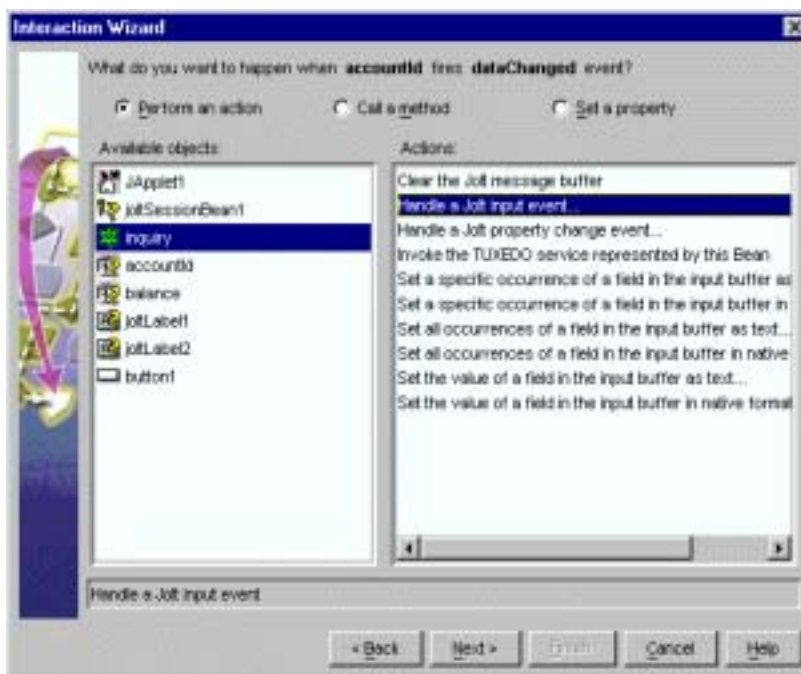 Interaction Wizard
What do you want to happen when accountId fires dataChanged event?
Perform an action
Call a method
Set a property
Available objects:
Actions:
JApplet1
joltSessionBean1
inquiry
accountId
balance
joltLabel1
joltLabel2
button1
Clear the Jolt message buffer
Handle a Jolt input event...
Handle a Jolt property change event...
Invoke the TUXEDO service represented by this Bean
Set a specific occurrence of a field in the input buffer as
Set a specific occurrence of a field in the input buffer in
Set all occurrences of a field in the input buffer as text...
Set all occurrences of a field in the input buffer in native
Set the value of a field in the input buffer as text...
Set the value of a field in the input buffer in native format
Handle a Jolt input event
< Back
Next >
Finish
Cancel
Help